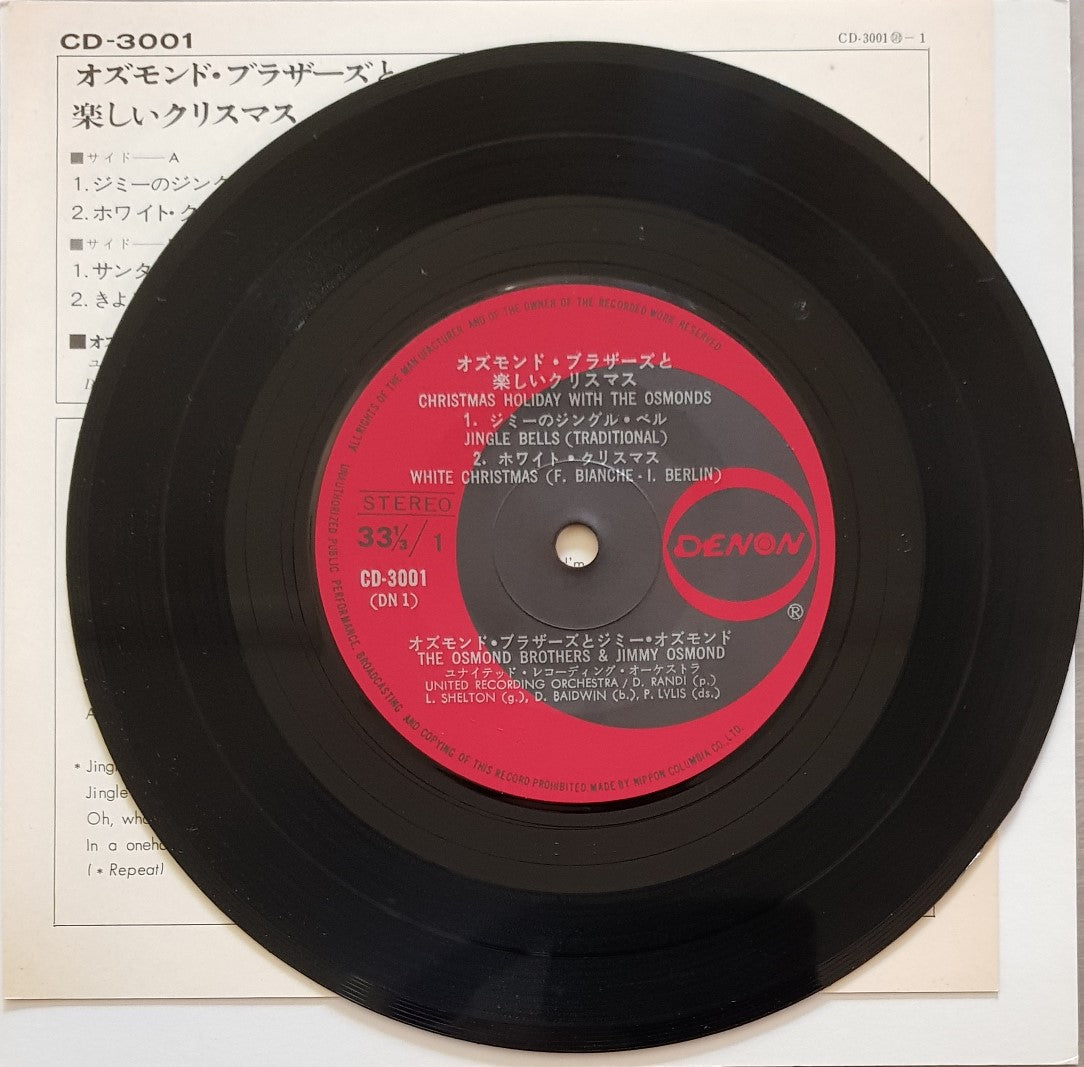 CD-3001
CD-3001㊞-1
オズモンド・ブラザーズと
楽しいクリスマス
■サイド――A
1.ジミーのジング
2.ホワイト・ク
■サイド――
1.サンタ
2.きよ
■オズ
ALL RIGHTS OF THE MANUFACTURER AND OF THE OWNER OF THE RECORDED WORK RESERVED
オズモンド・ブラザーズと
楽しいクリスマス
CHRISTMAS HOLIDAY WITH THE OSMONDS
1. ジミーのジングル・ベル
JINGLE BELLS (TRADITIONAL)
2. ホワイト・クリスマス
WHITE CHRISTMAS (F. BIANCHE - I. BERLIN)
STEREO
33⅓/1
CD-3001
(DN 1)
DENON
®
I'm
オズモンド・ブラザーズとジミー・オズモンド
THE OSMOND BROTHERS & JIMMY OSMOND
ユナイテッド・レコーディング・オーケストラ
UNITED RECORDING ORCHESTRA / D. RANDI (p.)
L. SHELTON (g.), D. BAIDWIN (b.), P. LVLIS (ds.)
UNAUTHORIZED PUBLIC PERFORMANCE, BROADCASTING AND COPYING OF THIS RECORD PROHIBITED. MADE BY NIPPON COLUMBIA CO., LTD.
* Jing
Jingle
Oh, wh
In a oneho
(* Repeat)